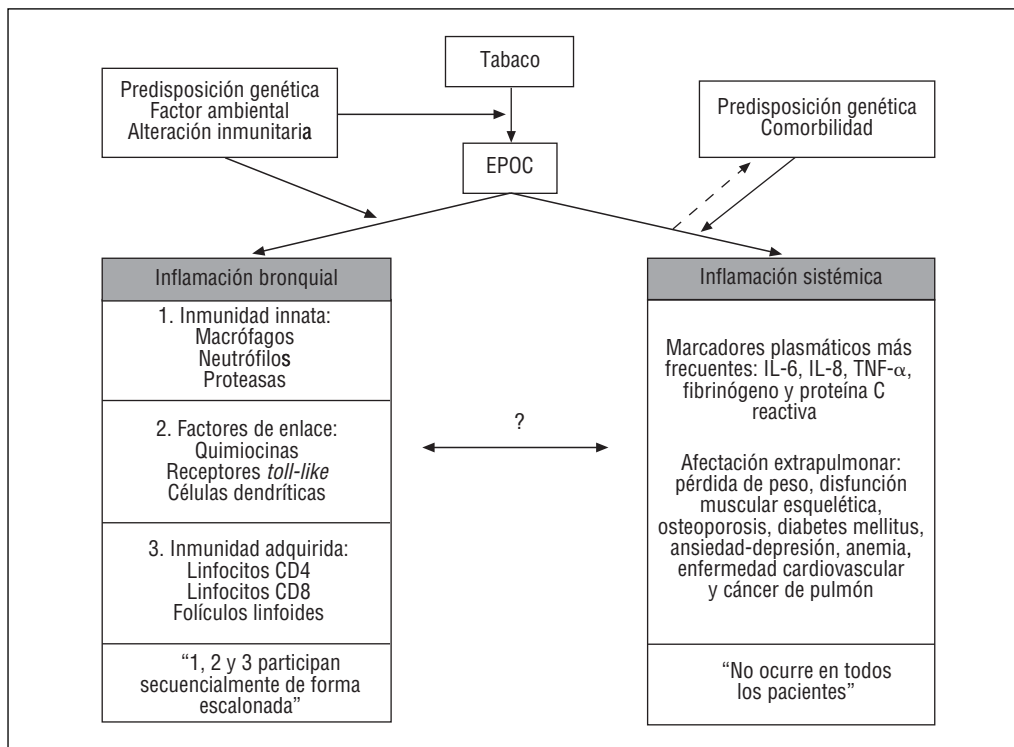 Tabaco
Predisposición genética
Factor ambiental
Alteración inmunitaria
Predisposición genética
Comorbilidad
EPOC
Inflamación bronquial
1. Inmunidad innata:
Macrófagos
Neutrófilos
Proteasas
2. Factores de enlace:
Quimiocinas
Receptores toll-like
Células dendríticas
3. Inmunidad adquirida:
Linfocitos CD4
Linfocitos CD8
Folículos linfoides
“1, 2 y 3 participan
secuencialmente de forma
escalonada”
?
Inflamación sistémica
Marcadores plasmáticos más
frecuentes: IL-6, IL-8, TNF-α,
fibrinógeno y proteína C
reactiva
Afectación extrapulmonar:
pérdida de peso, disfunción
muscular esquelética,
osteoporosis, diabetes mellitus,
ansiedad-depresión, anemia,
enfermedad cardiovascular
y cáncer de pulmón
“No ocurre en todos
los pacientes”